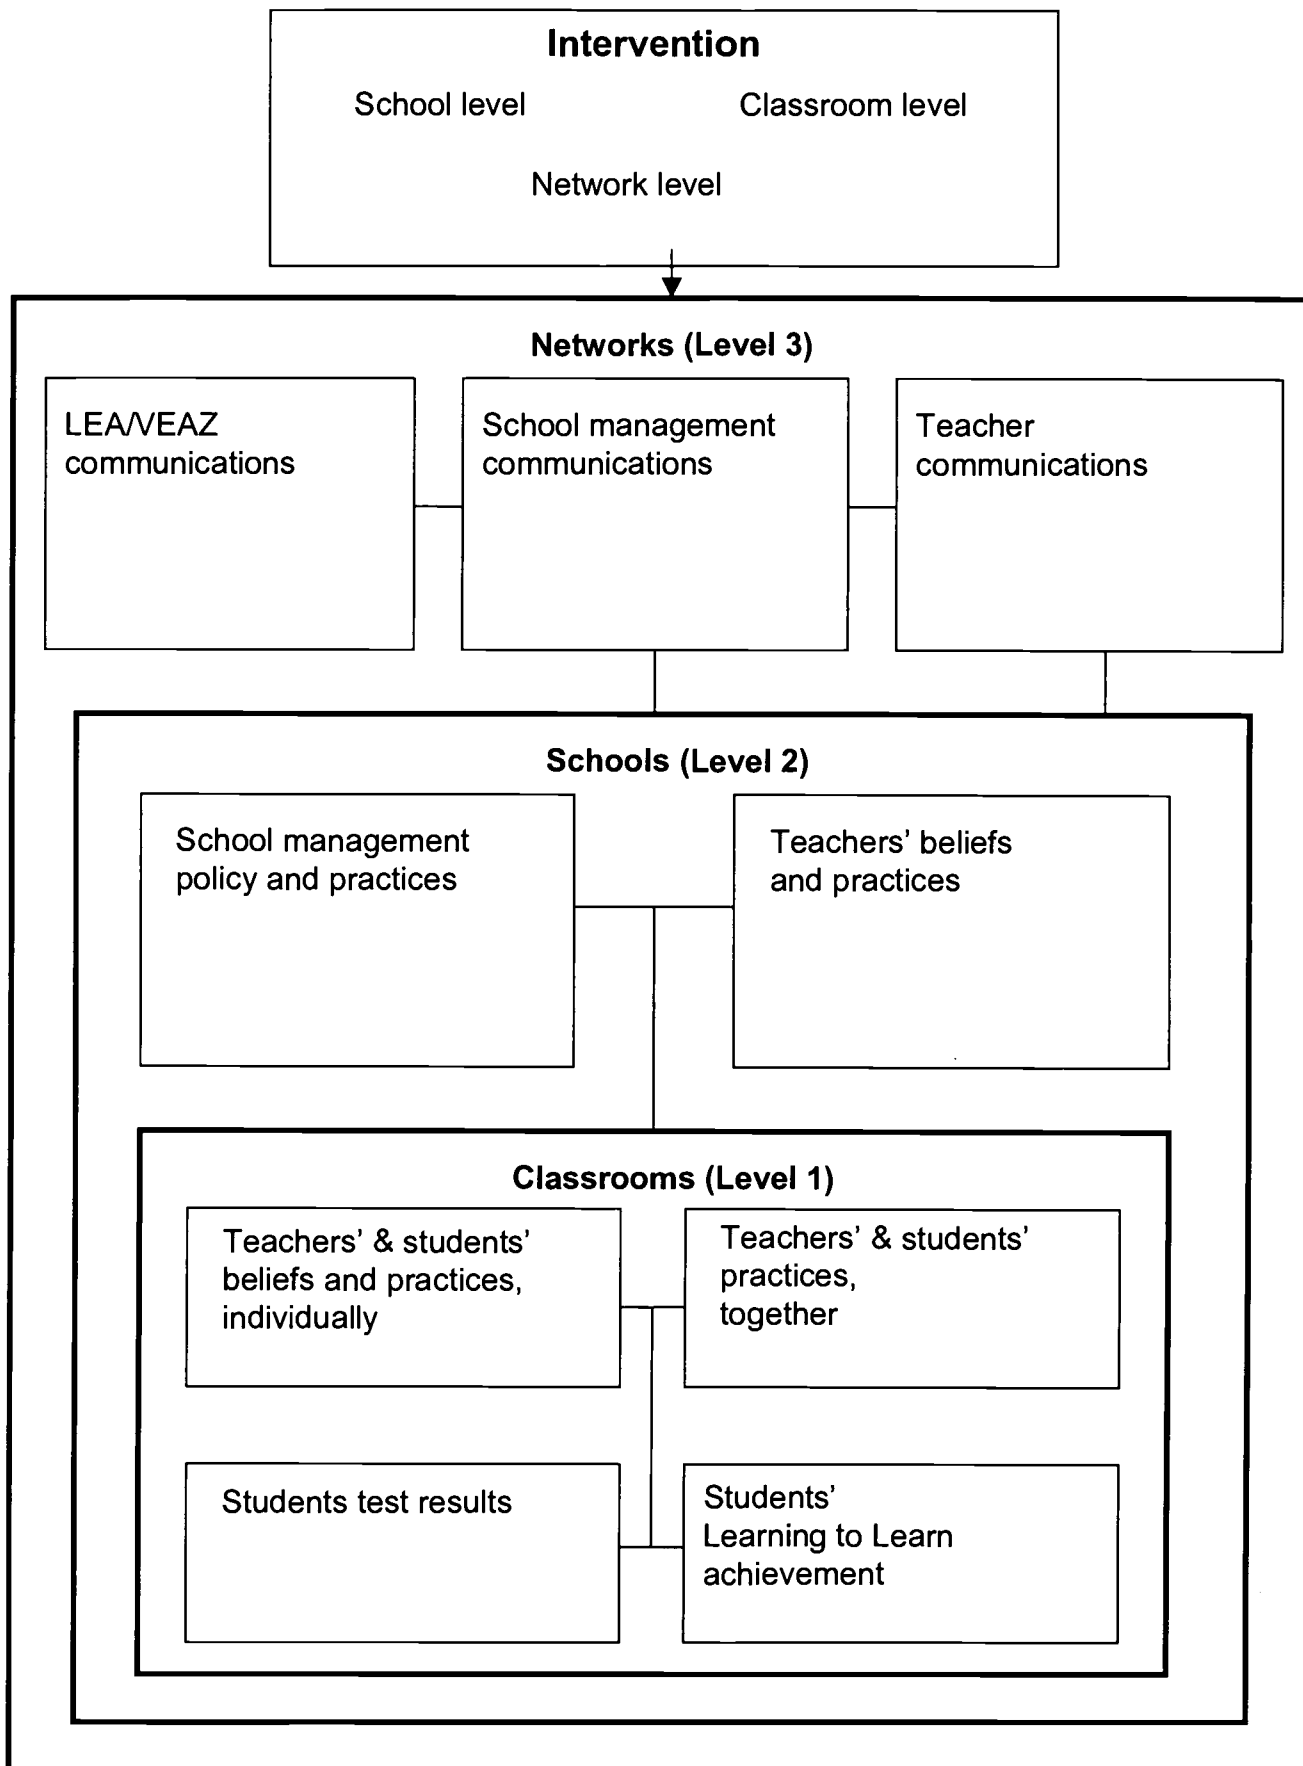 Intervention
School level Classroom level
Network level
Networks (Level 3)
LEA/VEAZ
communications
School management
communications
Teacher
communications
Schools (Level 2)
School management
policy and practices
Teachers’ beliefs
and practices
Classrooms (Level 1)
Teachers’ & students’
beliefs and practices,
individually
Teachers’ & students’
practices,
together
Students test results
Students’
Learning to Learn
achievement